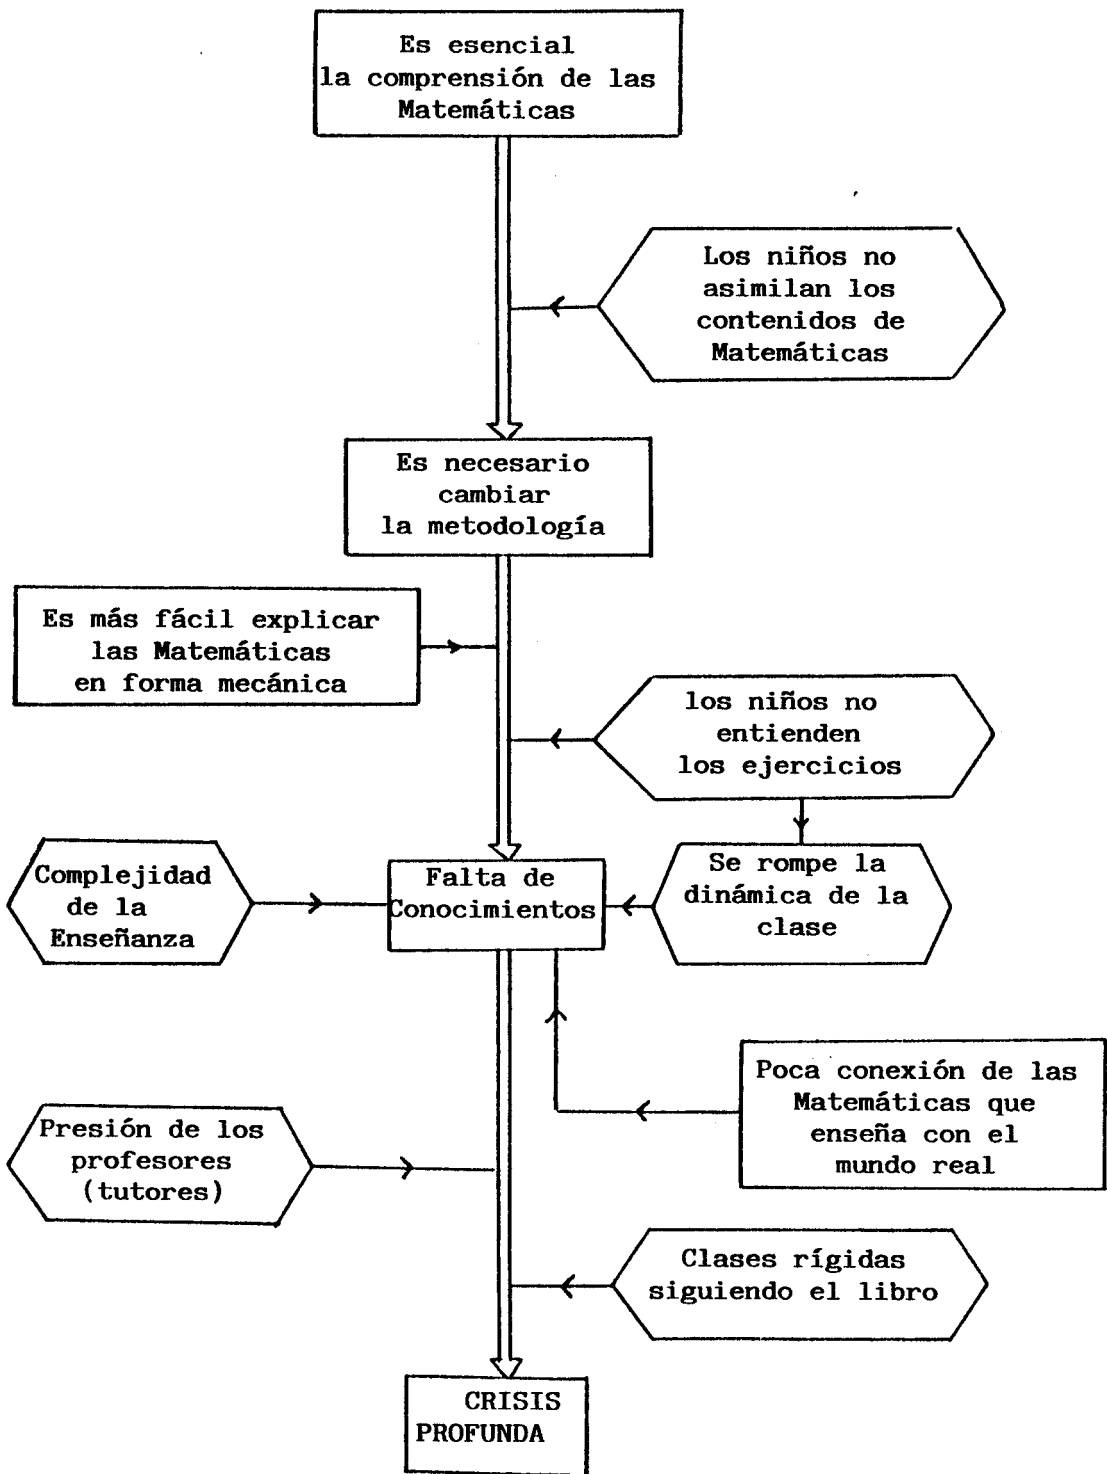 Es esencial
la comprensión de las
Matemáticas
Los niños no
asimilan los
contenidos de
Matemáticas
Es necesario
cambiar
la metodología
Es más fácil explicar
las Matemáticas
en forma mecánica
los niños no
entienden
los ejercicios
Complejidad
de la
Enseñanza
Falta de
Conocimientos
Se rompe la
dinámica de la
clase
Poca conexión de las
Matemáticas que
enseña con el
mundo real
Presión de los
profesores
(tutores)
Clases rígidas
siguiendo el libro
CRISIS
PROFUNDA